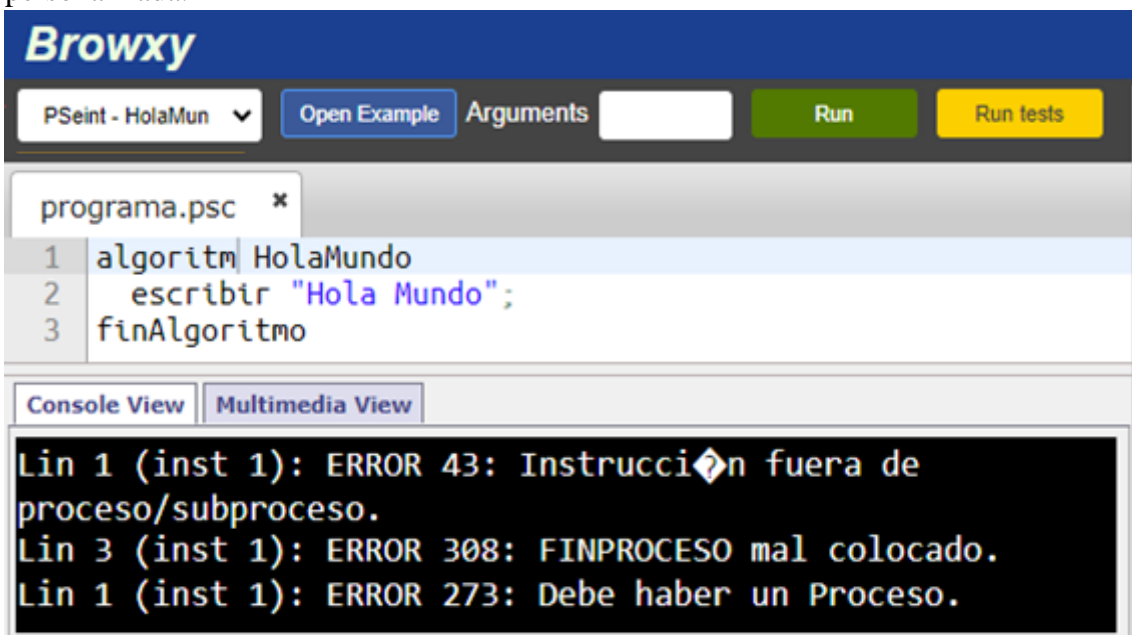 Browxy
PSeint - HolaMun Open Example Arguments Run Run tests
programa.psc ×
1 algoritm HolaMundo
2 escribir "Hola Mundo";
3 finAlgoritmo
Console View Multimedia View
Lin 1 (inst 1): ERROR 43: Instrucci�n fuera de
proceso/subproceso.
Lin 3 (inst 1): ERROR 308: FINPROCESO mal colocado.
Lin 1 (inst 1): ERROR 273: Debe haber un Proceso.